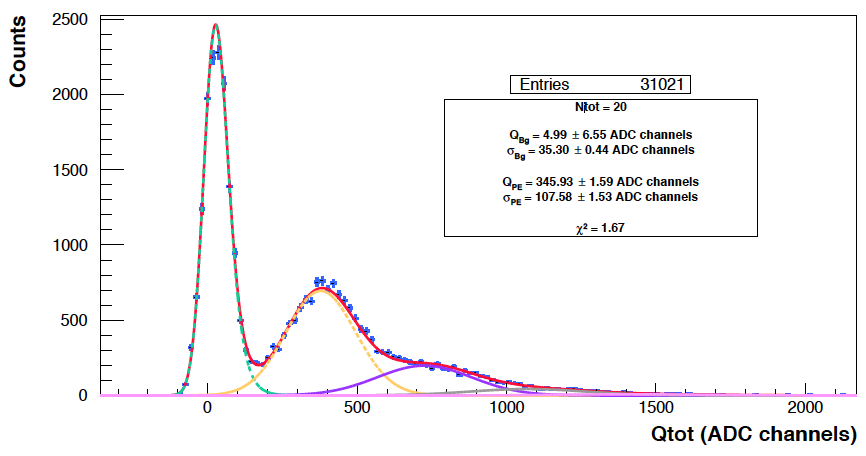 Counts
2500
2000
1500
1000
500
0
Entries 31021
Ntot = 20
Q_Bg = 4.99 ± 6.55 ADC channels
σ_Bg = 35.30 ± 0.44 ADC channels
Q_PE = 345.93 ± 1.59 ADC channels
σ_PE = 107.58 ± 1.53 ADC channels
χ² = 1.67
0 500 1000 1500 2000
Qtot (ADC channels)